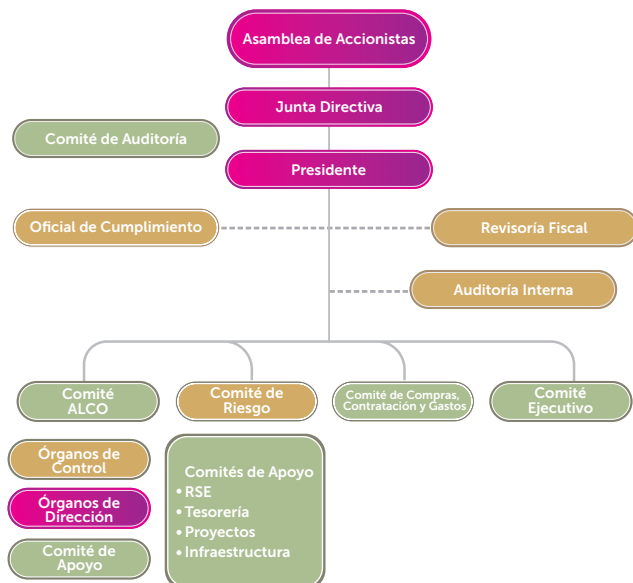 Asamblea de Accionistas
Junta Directiva
Comité de Auditoría
Presidente
Oficial de Cumplimiento
Revisoría Fiscal
Auditoría Interna
Comité
ALCO
Comité de
Riesgo
Comité de Compras,
Contratación y Gastos
Comité
Ejecutivo
Órganos de
Control
Órganos de
Dirección
Comité de
Apoyo
Comités de Apoyo
• RSE
• Tesorería
• Proyectos
• Infraestructura